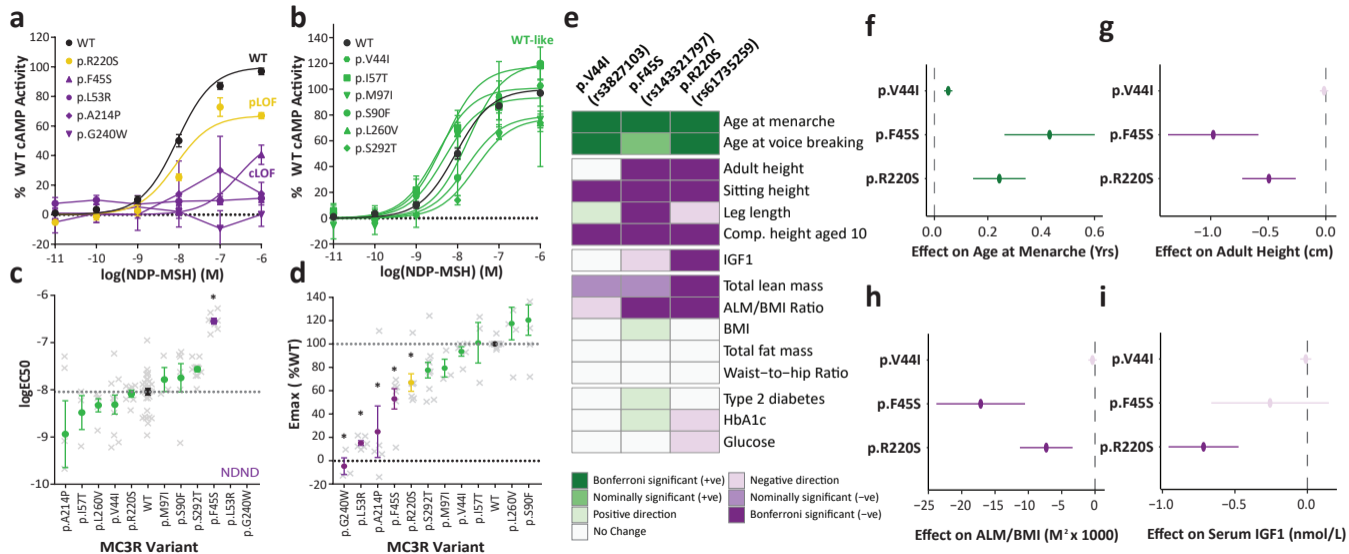 a
120
100
80
60
40
20
0
-20
% WT cAMP Activity
WT
p.R220S
p.F45S
p.L53R
p.A214P
p.G240W
WT
pLOF
cLOF
-11 -10 -9 -8 -7 -6
log(NDP-MSH) (M)
b
140
120
100
80
60
40
20
0
-20
% WT cAMP Activity
WT
p.V44I
p.I57T
p.M97I
p.S90F
p.L260V
p.S292T
WT-like
-11 -10 -9 -8 -7 -6
log(NDP-MSH) (M)
c
-6
-7
-8
-9
-10
logEC50
*
NDND
p.A214P
p.I57T
p.L260V
p.V44I
p.R220S
WT
p.M97I
p.S90F
p.S292T
p.F45S
p.L53R
p.G240W
MC3R Variant
d
140
120
100
80
60
40
20
0
-20
Emax ( %WT)
* * * * *
p.G240W
p.L53R
p.A214P
p.F45S
p.R220S
p.S292T
p.M97I
p.V44I
p.I57T
WT
p.L260V
p.S90F
MC3R Variant
e
p.V44I
(rs3827103)
p.F45S
(rs143321797)
p.R220S
(rs61735259)
Age at menarche
Age at voice breaking
Adult height
Sitting height
Leg length
Comp. height aged 10
IGF1
Total lean mass
ALM/BMI Ratio
BMI
Total fat mass
Waist−to−hip Ratio
Type 2 diabetes
HbA1c
Glucose
Bonferroni significant (+ve)
Nominally significant (+ve)
Positive direction
No Change
Negative direction
Nominally significant (−ve)
Bonferroni significant (−ve)
f
p.V44I
p.F45S
p.R220S
0.0 0.2 0.4 0.6
Effect on Age at Menarche (Yrs)
g
p.V44I
p.F45S
p.R220S
−1.0 −0.5 0.0
Effect on Adult Height (cm)
h
p.V44I
p.F45S
p.R220S
−25 −20 −15 −10 −5 0
Effect on ALM/BMI (M² x 1000)
i
p.V44I
p.F45S
p.R220S
−1.0 −0.5 0.0
Effect on Serum IGF1 (nmol/L)